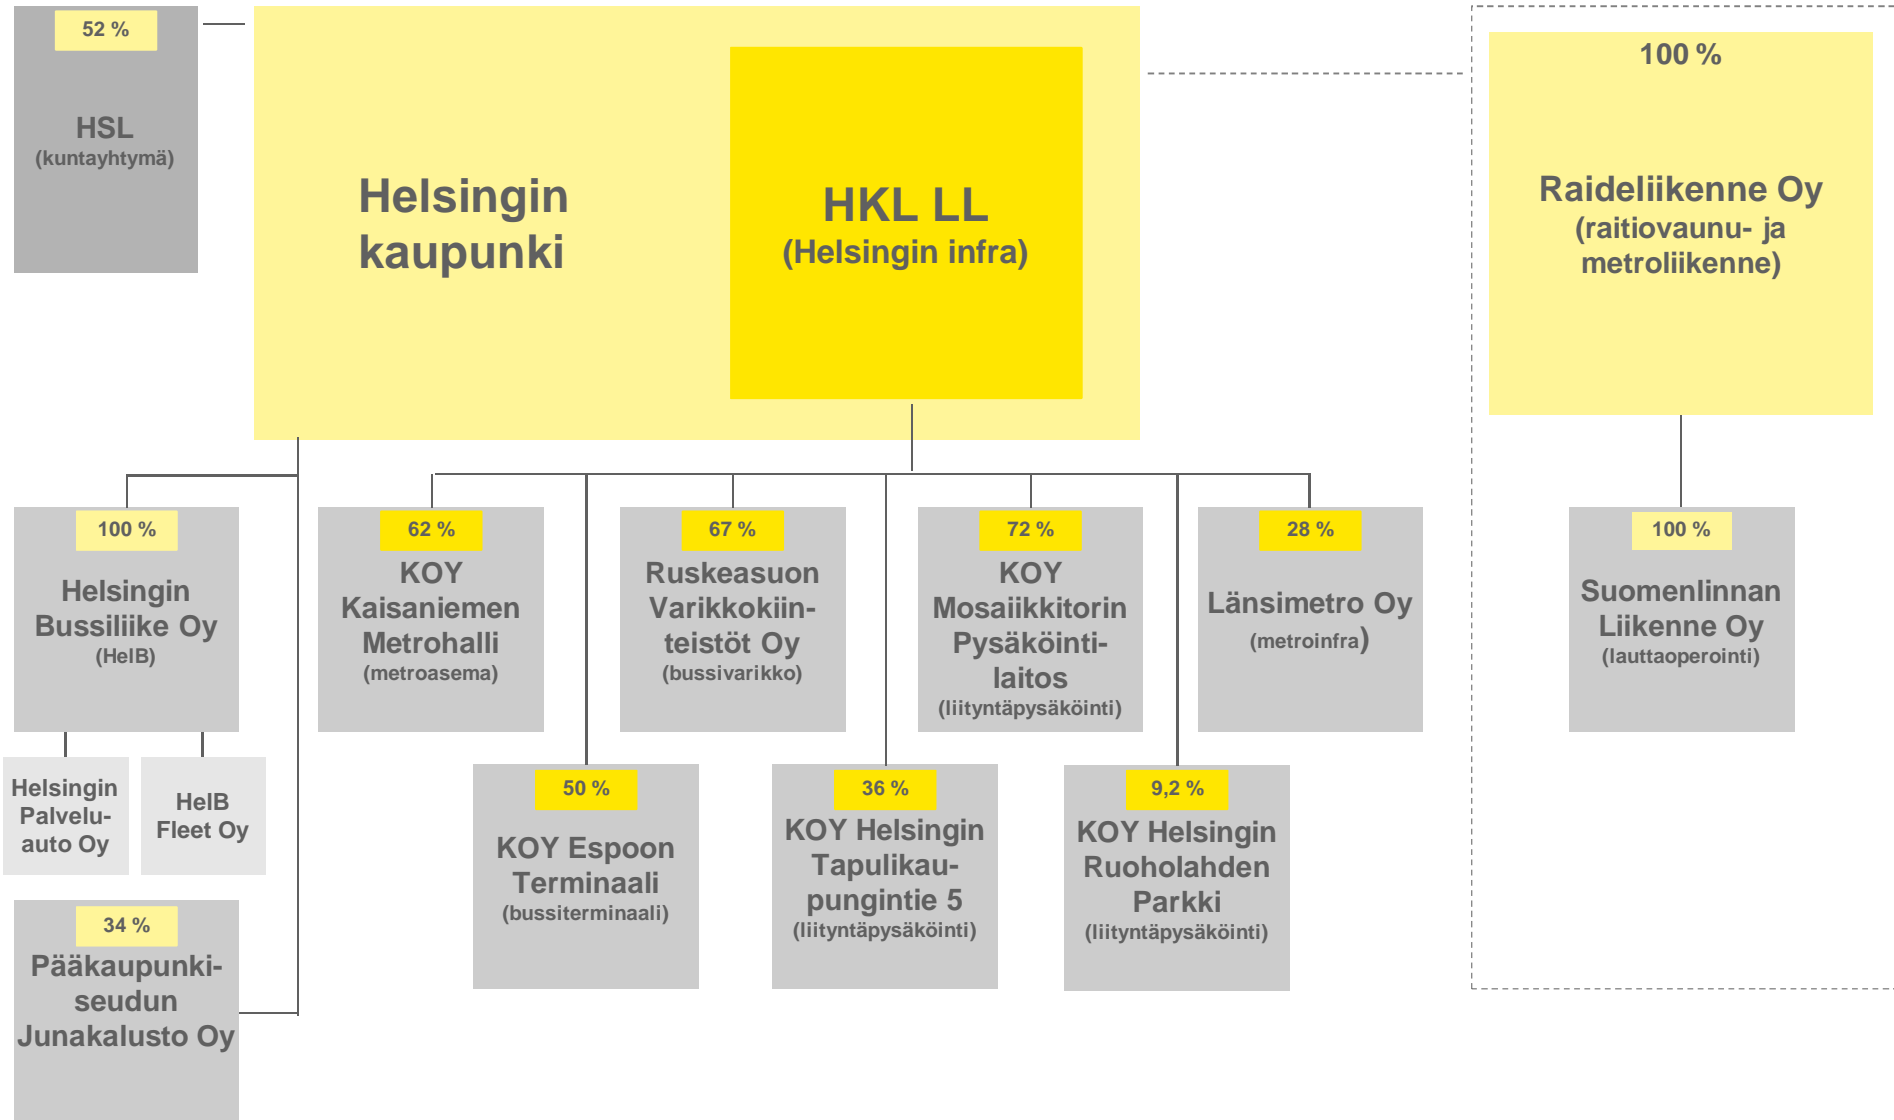 52 %
HSL
(kuntayhtymä)
Helsingin
kaupunki
HKL LL
(Helsingin infra)
100 %
Raideliikenne Oy
(raitiovaunu- ja
metroliikenne)
100 %
Helsingin
Bussiliike Oy
(HelB)
62 %
KOY
Kaisaniemen
Metrohalli
(metroasema)
67 %
Ruskeasuon
Varikkokiin-
teistöt Oy
(bussivarikko)
72 %
KOY
Mosaiikkitorin
Pysäköinti-
laitos
(liityntäpysäköinti)
28 %
Länsimetro Oy
(metroinfra)
100 %
Suomenlinnan
Liikenne Oy
(lauttaoperointi)
Helsingin
Palvelu-
auto Oy
HelB
Fleet Oy
50 %
KOY Espoon
Terminaali
(bussiterminaali)
36 %
KOY Helsingin
Tapulikau-
pungintie 5
(liityntäpysäköinti)
9,2 %
KOY Helsingin
Ruoholahden
Parkki
(liityntäpysäköinti)
34 %
Pääkaupunki-
seudun
Junakalusto Oy